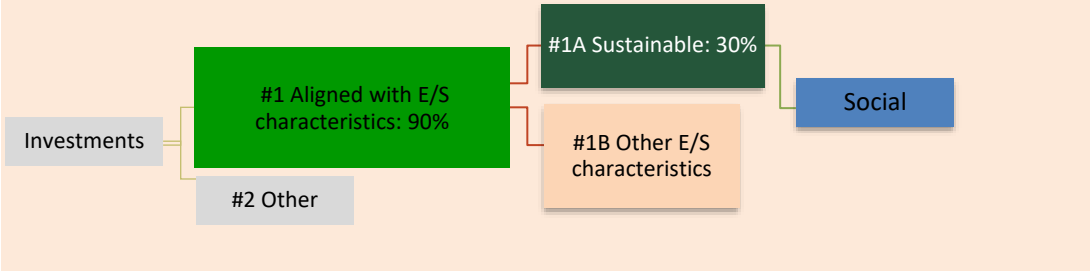 Investments
#1 Aligned with E/S
characteristics: 90%
#2 Other
#1A Sustainable: 30%
#1B Other E/S
characteristics
Social